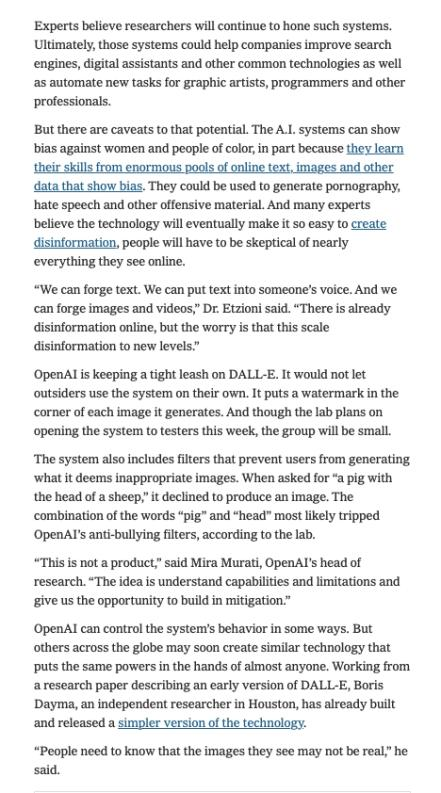 Experts believe researchers will continue to hone such systems.
Ultimately, those systems could help companies improve search
engines, digital assistants and other common technologies as well
as automate new tasks for graphic artists, programmers and other
professionals.
But there are caveats to that potential. The A.I. systems can show
bias against women and people of color, in part because they learn
their skills from enormous pools of online text, images and other
data that show bias. They could be used to generate pornography,
hate speech and other offensive material. And many experts
believe the technology will eventually make it so easy to create
disinformation, people will have to be skeptical of nearly
everything they see online.
“We can forge text. We can put text into someone’s voice. And we
can forge images and videos,” Dr. Etzioni said. “There is already
disinformation online, but the worry is that this scale
disinformation to new levels.”
OpenAI is keeping a tight leash on DALL-E. It would not let
outsiders use the system on their own. It puts a watermark in the
corner of each image it generates. And though the lab plans on
opening the system to testers this week, the group will be small.
The system also includes filters that prevent users from generating
what it deems inappropriate images. When asked for “a pig with
the head of a sheep,” it declined to produce an image. The
combination of the words “pig” and “head” most likely tripped
OpenAI’s anti-bullying filters, according to the lab.
“This is not a product,” said Mira Murati, OpenAI’s head of
research. “The idea is understand capabilities and limitations and
give us the opportunity to build in mitigation.”
OpenAI can control the system’s behavior in some ways. But
others across the globe may soon create similar technology that
puts the same powers in the hands of almost anyone. Working from
a research paper describing an early version of DALL-E, Boris
Dayma, an independent researcher in Houston, has already built
and released a simpler version of the technology.
“People need to know that the images they see may not be real,” he
said.